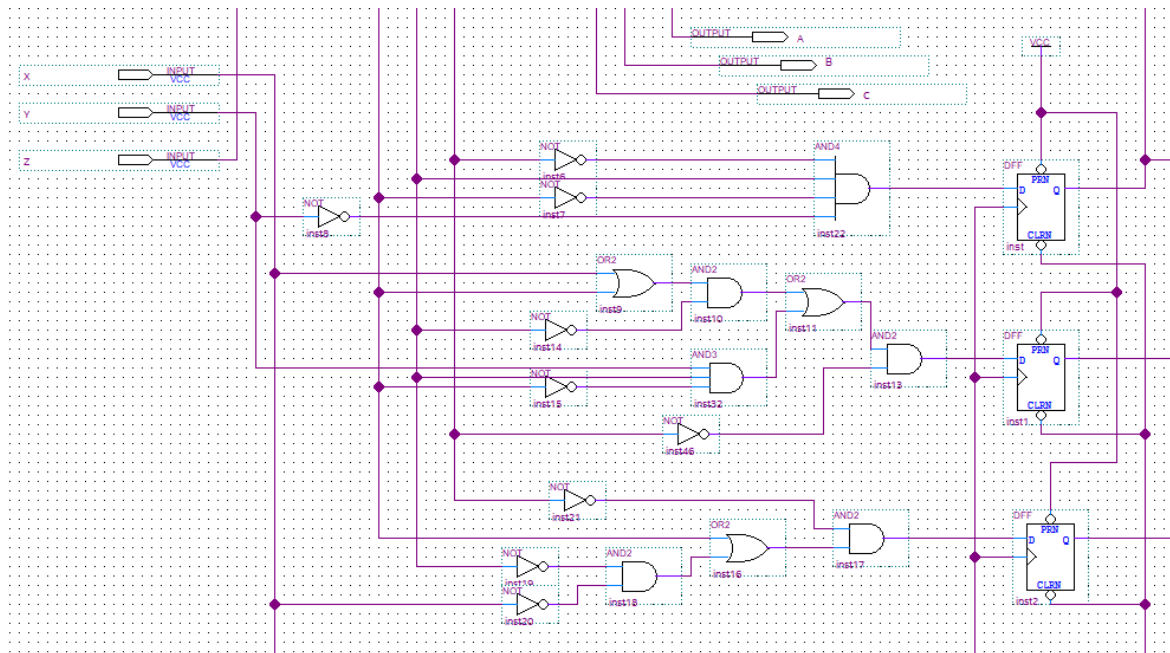 OUTPUT A
OUTPUT B
OUTPUT C
VCC
X INPUT
VCC
Y INPUT
VCC
Z INPUT
VCC
NOT
inst6
NOT
inst7
NOT
inst8
AND4
inst22
DFF
PRN
D Q
CLRN
inst
OR2
inst9
AND2
inst10
OR2
inst11
NOT
inst14
AND2
inst13
AND3
inst32
NOT
inst15
NOT
inst46
DFF
PRN
D Q
CLRN
inst1
NOT
inst21
OR2
inst16
AND2
inst17
NOT
inst19
NOT
inst20
AND2
inst18
DFF
PRN
D Q
CLRN
inst2